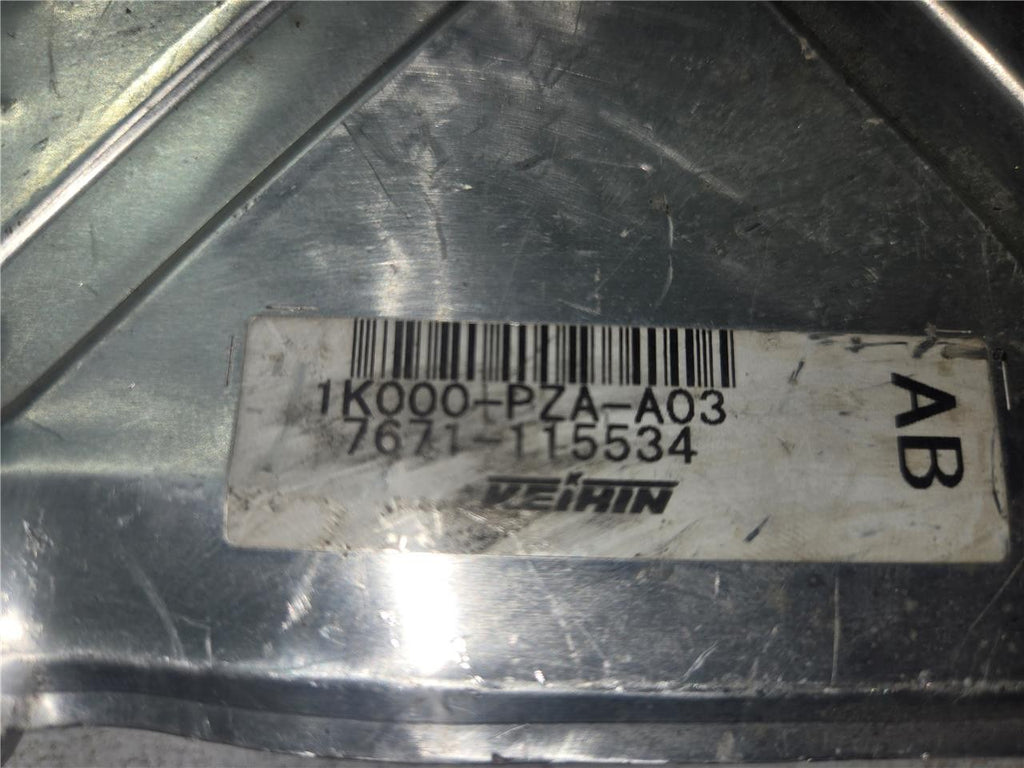 1K000-PZA-A03
7671-115534
KEIHIN
AB